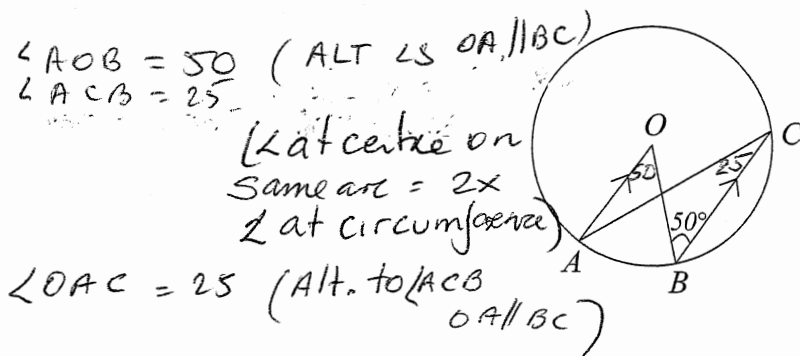 ∠AOB = 50 (ALT ∠S OA//BC)
∠ACB = 25
(∠ at centre on
same arc = 2x
∠ at circumference)
∠OAC = 25 (Alt. to ∠ACB
OA//BC)
O
C
50
25
50°
A
B